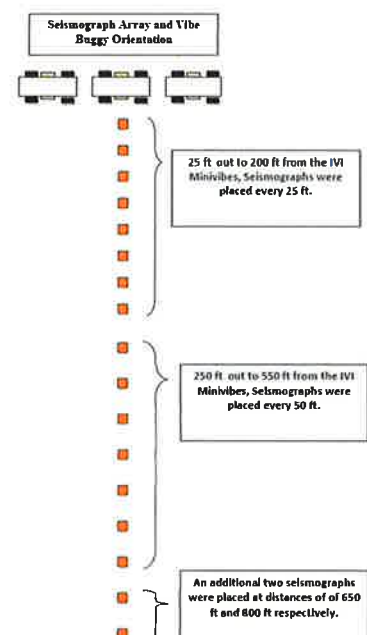 Seismograph Array and Vibe
Buggy Orientation
25 ft out to 200 ft from the IVI
Minivibes, Seismographs were
placed every 25 ft.
250 ft out to 550 ft from the IVI
Minivibes, Seismographs were
placed every 50 ft.
An additional two seismographs
were placed at distances of of 650
ft and 800 ft respectively.